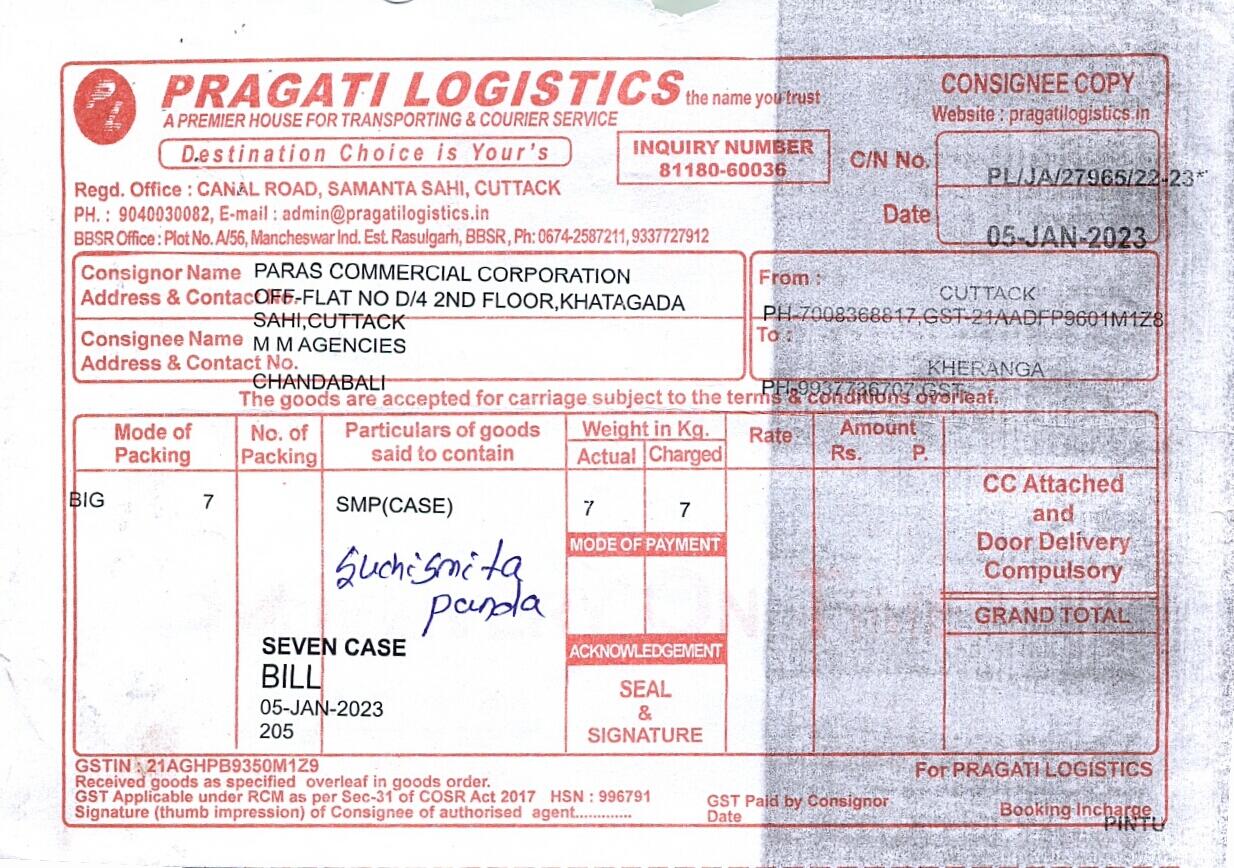 PRAGATI LOGISTICS the name you trust
A PREMIER HOUSE FOR TRANSPORTING & COURIER SERVICE
Destination Choice is Your's
CONSIGNEE COPY
Website : pragatilogistics.in
INQUIRY NUMBER
81180-60036
C/N No. PL/JA/27965/22-23*
Date 05-JAN-2023
Regd. Office : CANAL ROAD, SAMANTA SAHI, CUTTACK
PH. : 9040030082, E-mail : admin@pragatilogistics.in
BBSR Office : Plot No. A/56, Mancheswar Ind. Est. Rasulgarh, BBSR, Ph: 0674-2587211, 9337727912
Consignor Name PARAS COMMERCIAL CORPORATION
Address & Contact No. OFF-FLAT NO D/4 2ND FLOOR,KHATAGADA
SAHI,CUTTACK
Consignee Name M M AGENCIES
Address & Contact No.
CHANDABALI
From :
CUTTACK
PH-7008368817,GST-21AADFP9601M1Z8
To :
KHERANGA
PH-9937736707,GST-
The goods are accepted for carriage subject to the terms & conditions overleaf.
Mode of Packing
No. of Packing
Particulars of goods said to contain
Weight in Kg.
Actual Charged
Rate
Amount
Rs. P.
BIG 7 SMP(CASE) 7 7
CC Attached
and
Door Delivery
Compulsory
MODE OF PAYMENT
Suchismita
panda
GRAND TOTAL
SEVEN CASE
BILL
05-JAN-2023
205
ACKNOWLEDGEMENT
SEAL
&
SIGNATURE
GSTIN : 21AGHPB9350M1Z9
Received goods as specified overleaf in goods order.
GST Applicable under RCM as per Sec-31 of COSR Act 2017 HSN : 996791
Signature (thumb impression) of Consignee of authorised agent.............
GST Paid by Consignor
Date
For PRAGATI LOGISTICS
Booking Incharge
PINTU